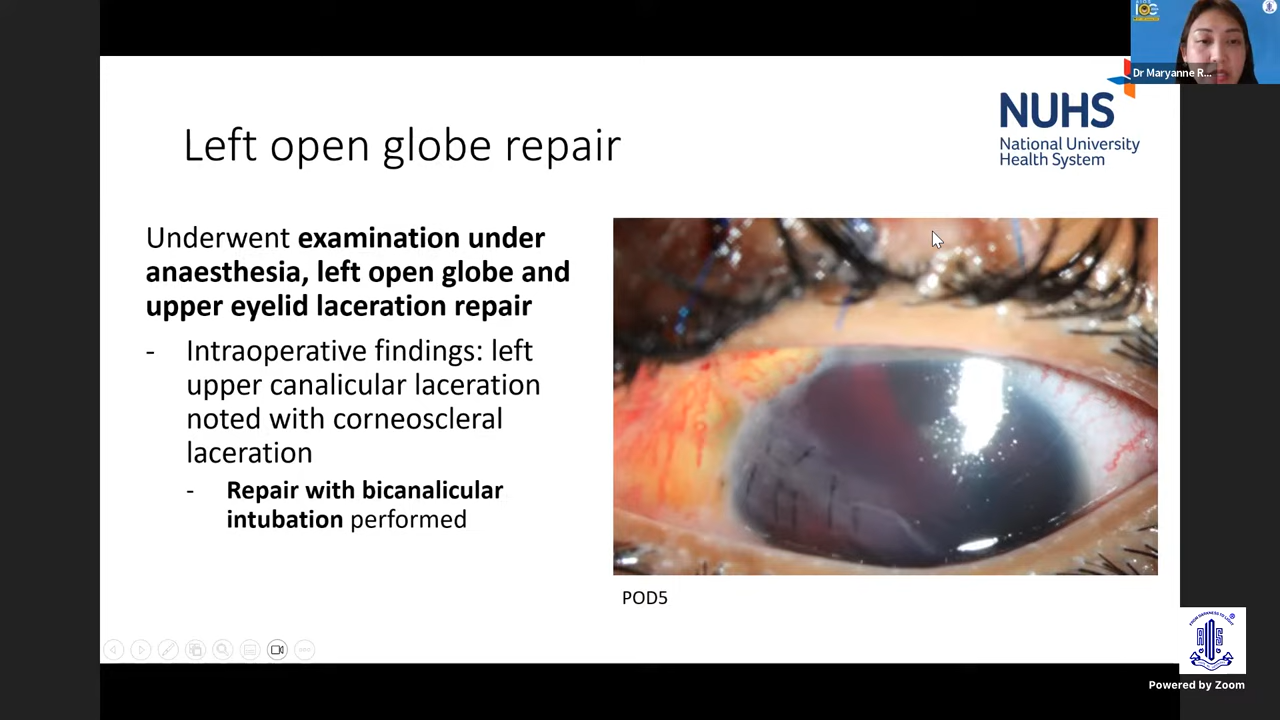 Dr Maryanne R...
NUHS
National University
Health System
Left open globe repair
Underwent examination under
anaesthesia, left open globe and
upper eyelid laceration repair
- Intraoperative findings: left
upper canalicular laceration
noted with corneoscleral
laceration
- Repair with bicanalicular
intubation performed
POD5
Powered by Zoom